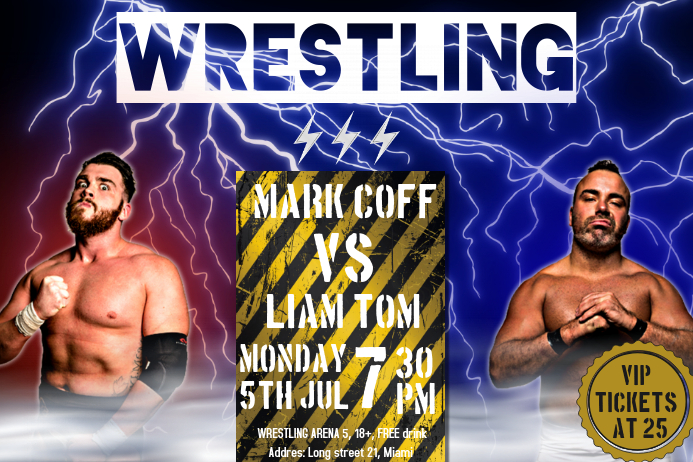 WRESTLING
MARK COFF
VS
LIAM TOM
MONDAY
5TH JUL
7 30
PM
WRESTLING ARENA 5, 18+, FREE drink
Addres: Long street 21, Miami
VIP
TICKETS
AT 25